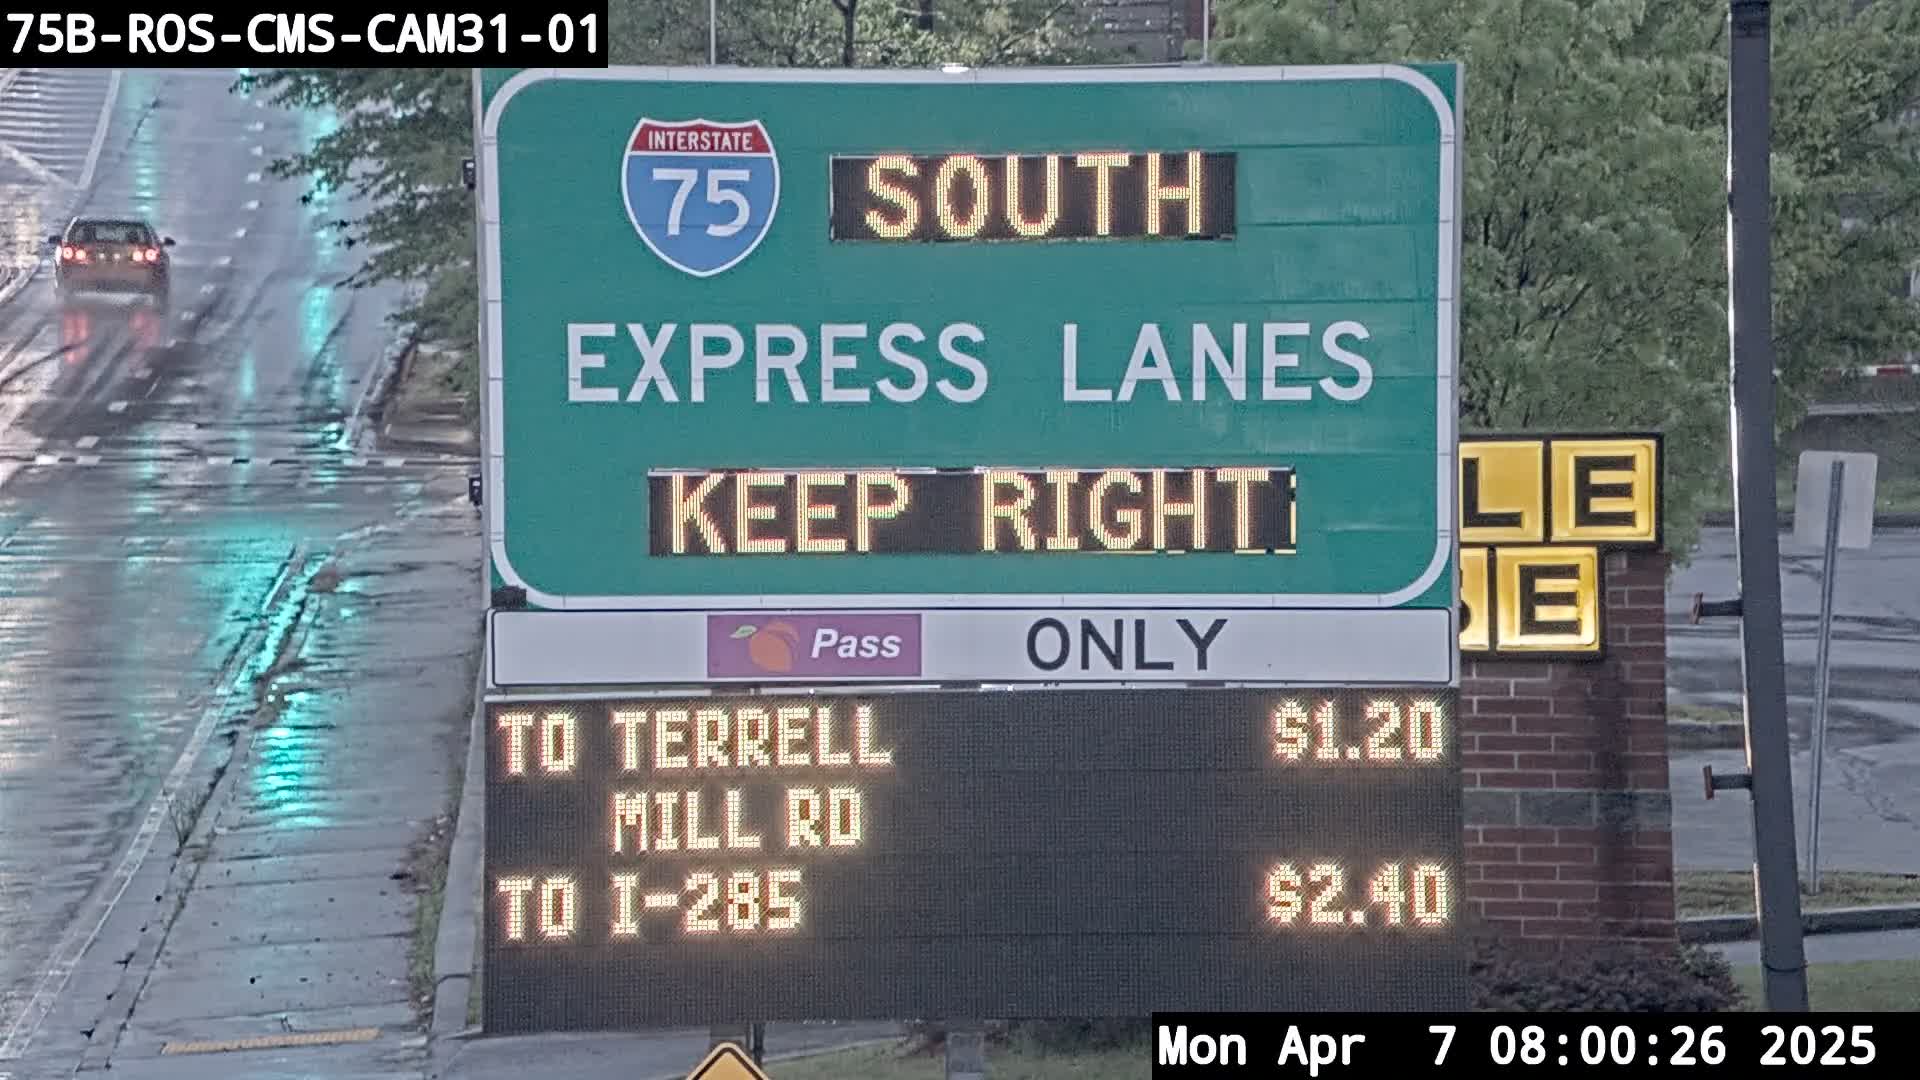 75B-ROS-CMS-CAM31-01
INTERSTATE
75
SOUTH
EXPRESS LANES
KEEP RIGHT
Pass ONLY
LE
E
TO TERRELL $1.20
MILL RD
TO I-285 $2.40
Mon Apr 7 08:00:26 2025